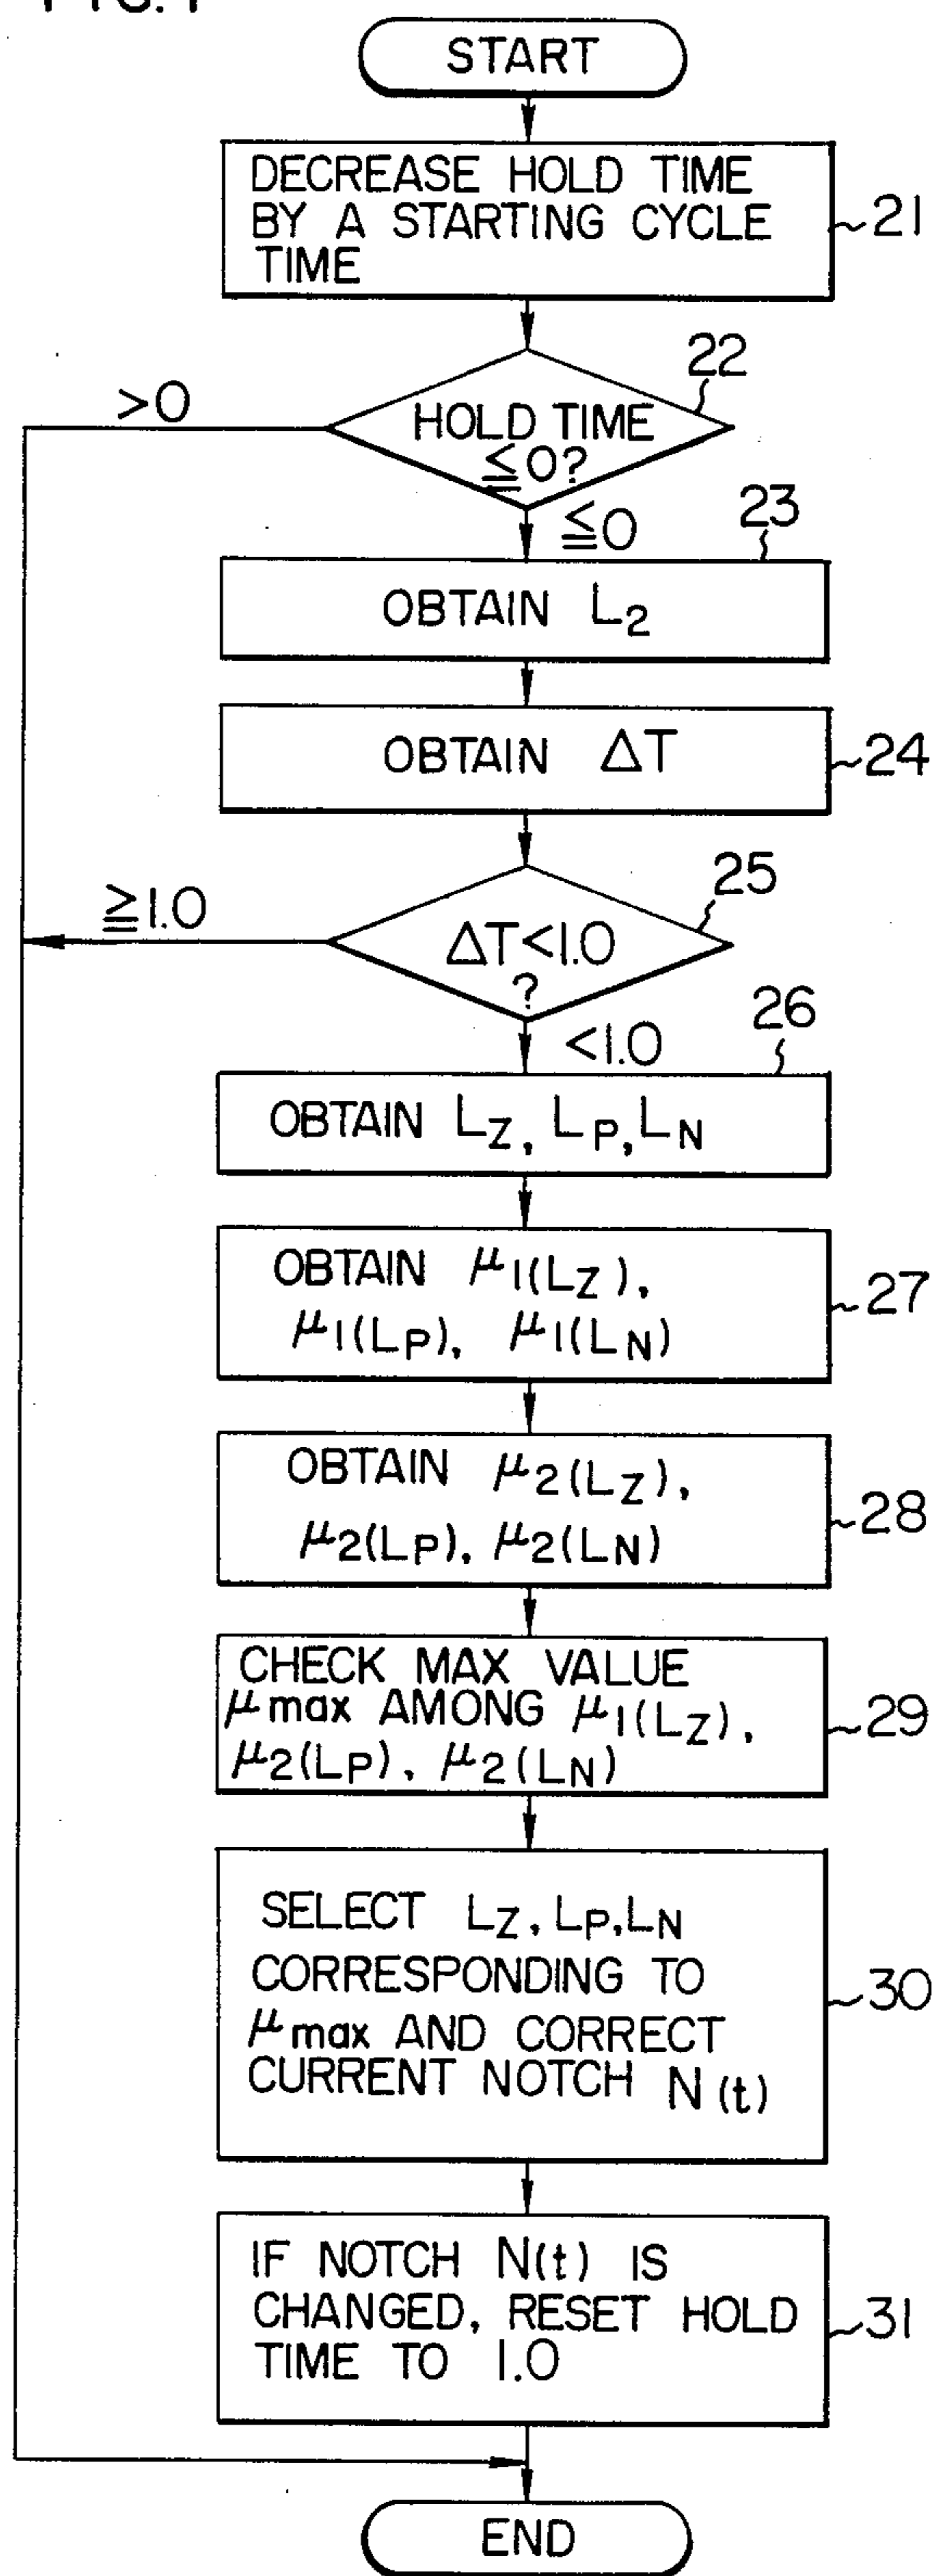 START
DECREASE HOLD TIME
BY A STARTING CYCLE
TIME
21
22
>0
HOLD TIME
≦0?
≦0
23
OBTAIN L2
OBTAIN ΔT
24
25
≧1.0
ΔT<1.0
?
<1.0
26
OBTAIN LZ, LP, LN
OBTAIN μ1(LZ),
μ1(LP), μ1(LN)
27
OBTAIN μ2(LZ),
μ2(LP), μ2(LN)
28
CHECK MAX VALUE
μmax AMONG μ1(LZ),
μ2(LP), μ2(LN)
29
SELECT LZ, LP, LN
CORRESPONDING TO
μmax AND CORRECT
CURRENT NOTCH N(t)
30
IF NOTCH N(t) IS
CHANGED, RESET HOLD
TIME TO 1.0
31
END